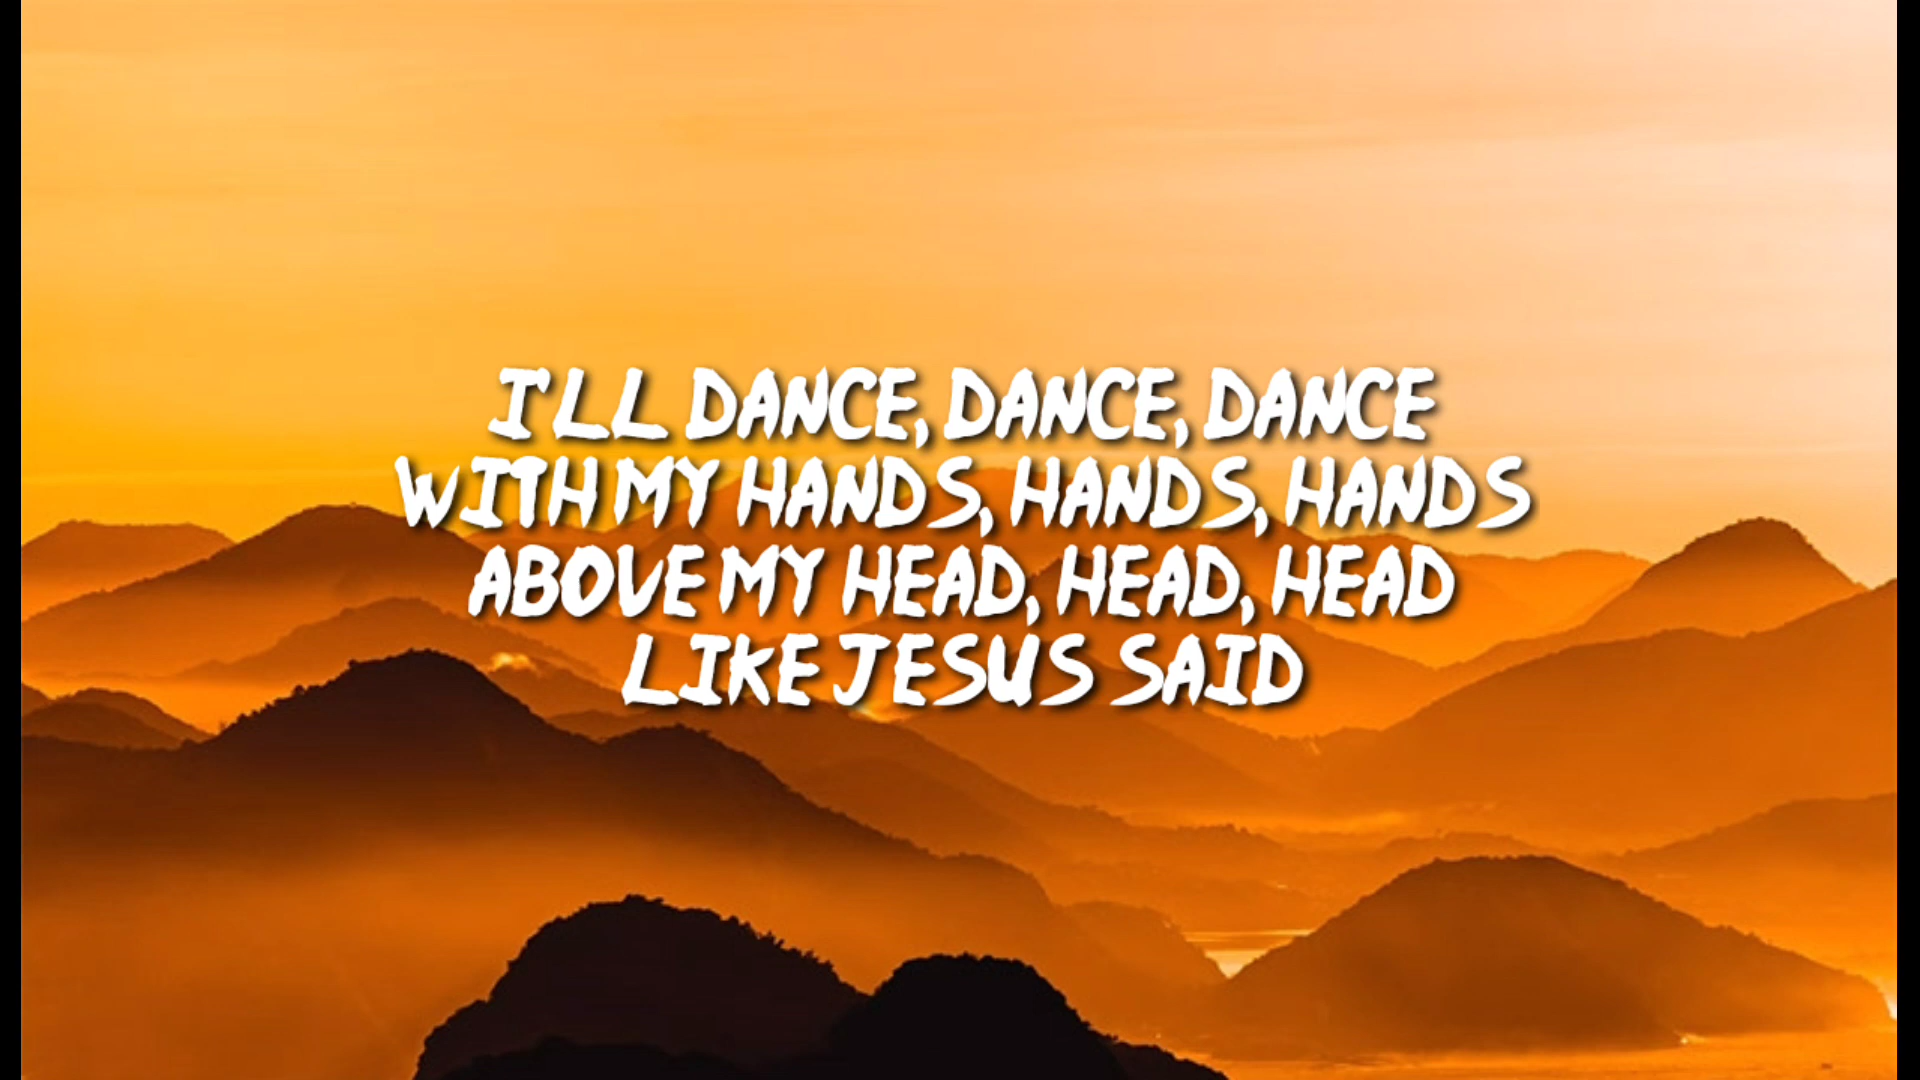 I'LL DANCE, DANCE, DANCE
WITH MY HANDS, HANDS, HANDS
ABOVE MY HEAD, HEAD, HEAD
LIKE JESUS SAID